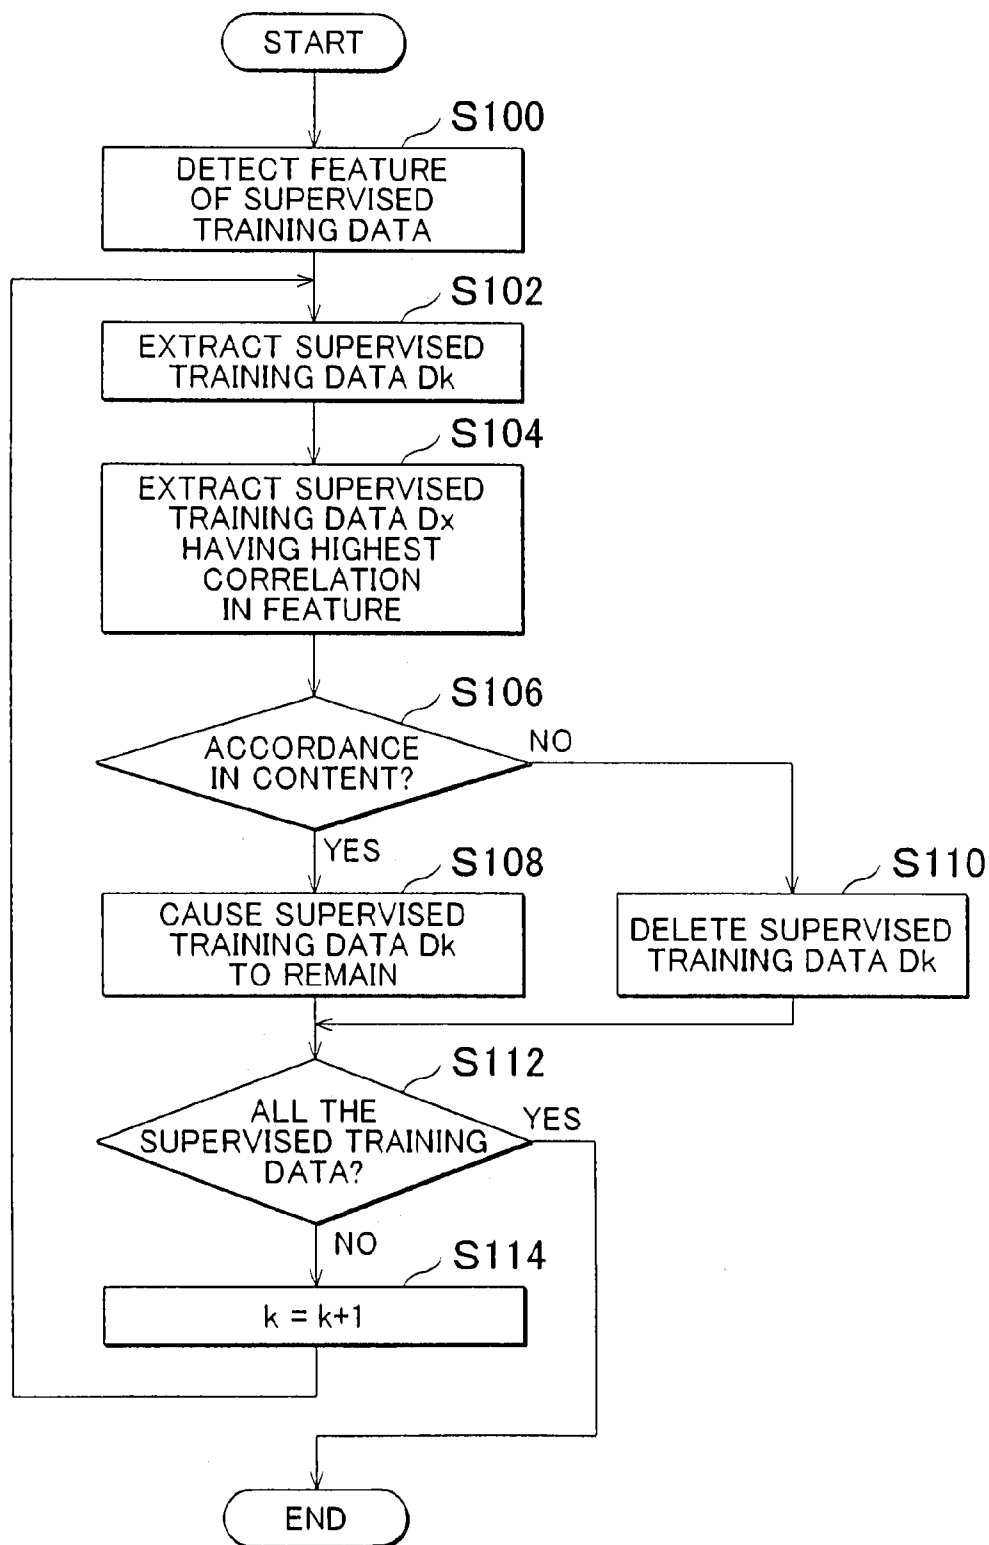 START
S100
DETECT FEATURE
OF SUPERVISED
TRAINING DATA
S102
EXTRACT SUPERVISED
TRAINING DATA Dk
S104
EXTRACT SUPERVISED
TRAINING DATA Dx
HAVING HIGHEST
CORRELATION
IN FEATURE
S106
ACCORDANCE
IN CONTENT?
NO
YES
S108
CAUSE SUPERVISED
TRAINING DATA Dk
TO REMAIN
S110
DELETE SUPERVISED
TRAINING DATA Dk
S112
ALL THE
SUPERVISED TRAINING
DATA?
YES
NO
S114
k = k+1
END